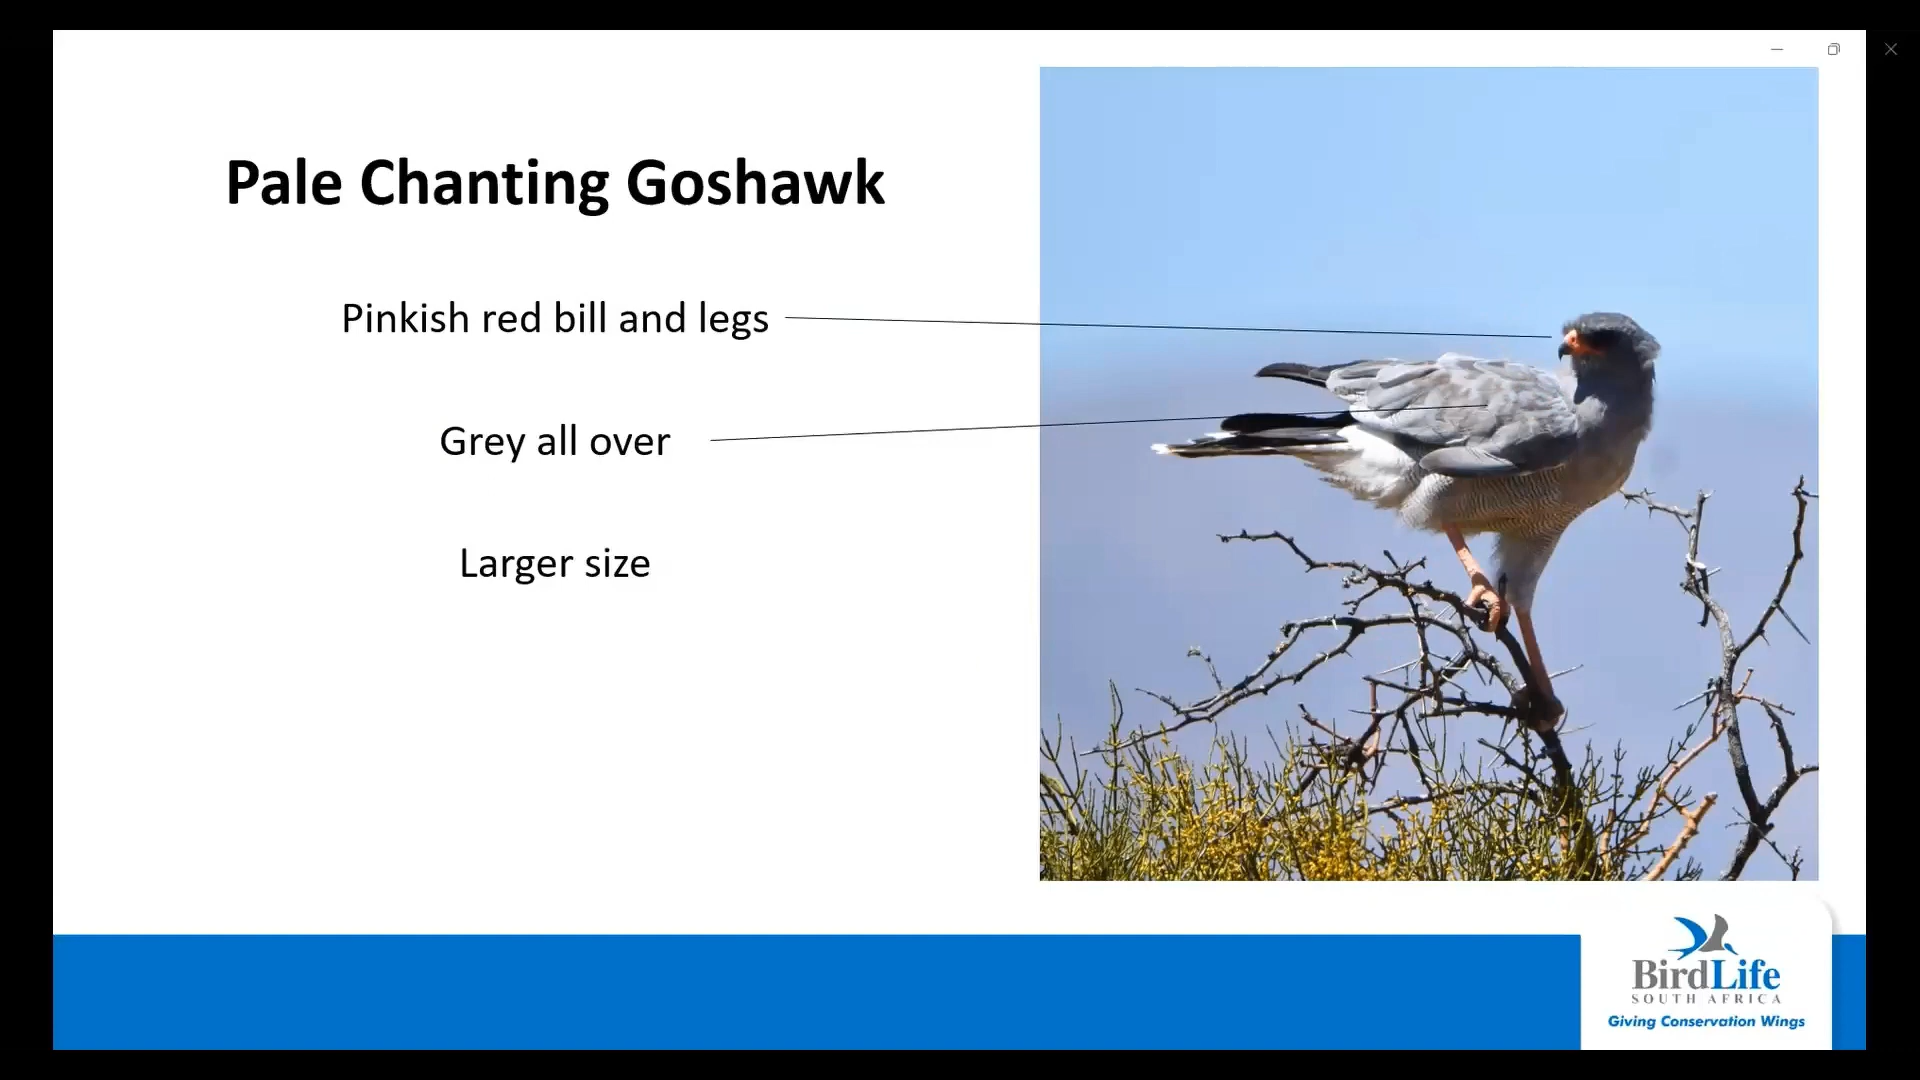 Pale Chanting Goshawk
Pinkish red bill and legs
Grey all over
Larger size
BirdLife
SOUTH AFRICA
Giving Conservation Wings